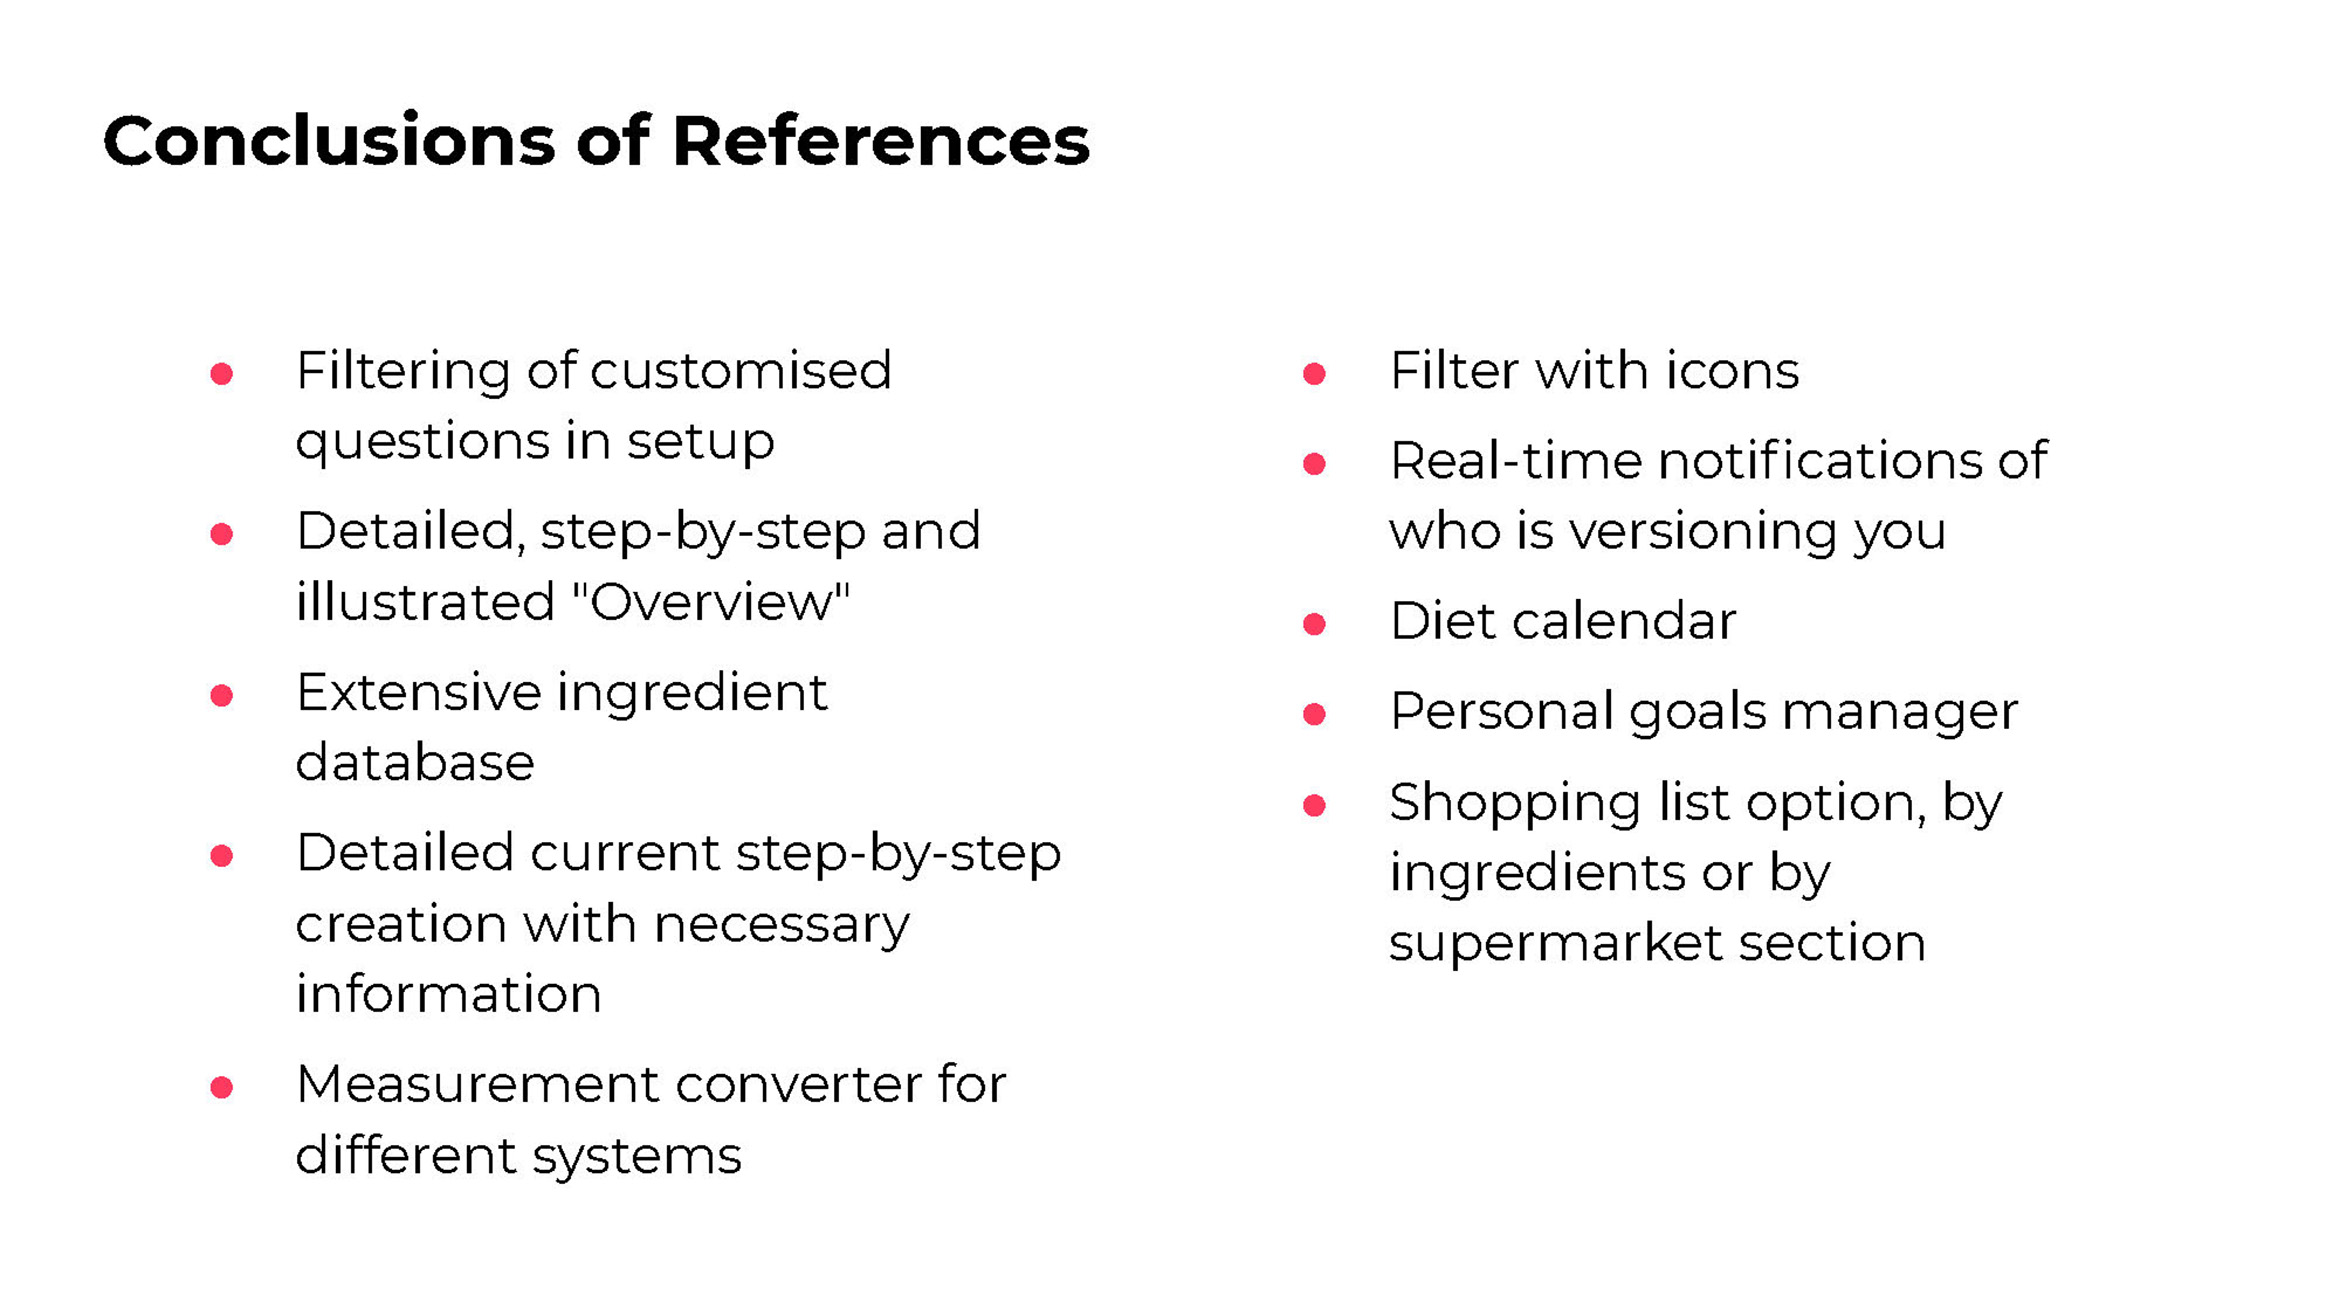 Conclusions of References
● Filtering of customised
questions in setup
● Detailed, step-by-step and
illustrated "Overview"
● Extensive ingredient
database
● Detailed current step-by-step
creation with necessary
information
● Measurement converter for
different systems
● Filter with icons
● Real-time notifications of
who is versioning you
● Diet calendar
● Personal goals manager
● Shopping list option, by
ingredients or by
supermarket section